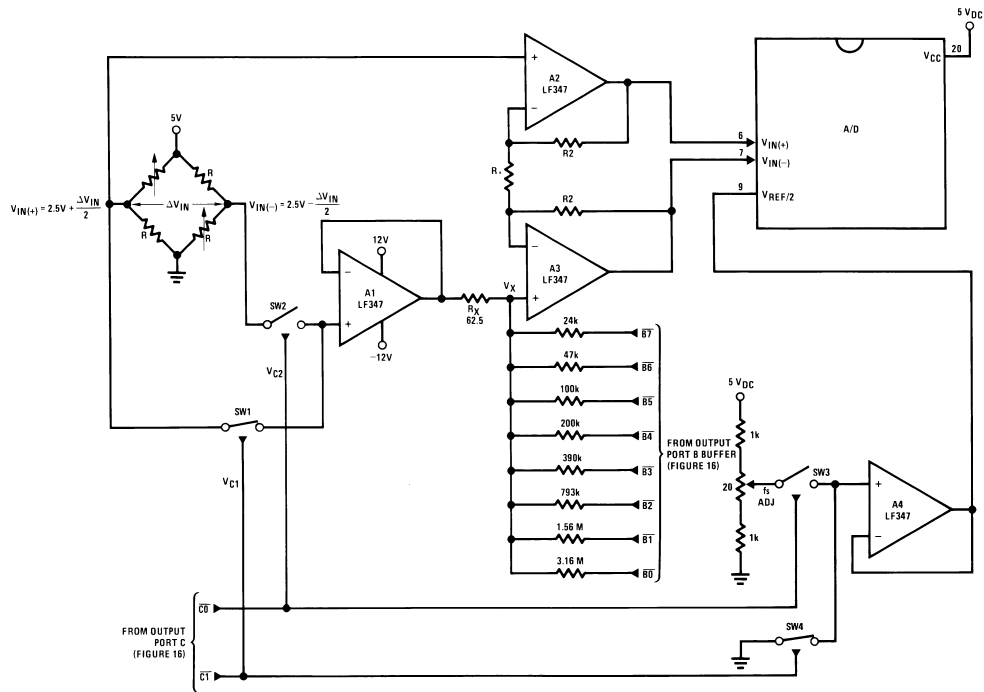 5 VDC
20
VCC
A/D
6
VIN(+)
7
VIN(−)
9
VREF/2
+
A2
LF347
−
R2
R
R2
−
A3
LF347
+
5V
R
R
R
ΔVIN
VIN(+) = 2.5V + ΔVIN/2
VIN(−) = 2.5V − ΔVIN/2
SW2
VC2
−
12V
A1
LF347
+
−12V
RX
62.5
VX
SW1
VC1
24k
B7
47k
B6
100k
B5
200k
B4
390k
B3
793k
B2
1.56 M
B1
3.16 M
B0
FROM OUTPUT
PORT B BUFFER
(FIGURE 16)
5 VDC
1k
20
fs
ADJ
1k
SW3
+
A4
LF347
−
SW4
FROM OUTPUT
PORT C
(FIGURE 16)
C0
C1